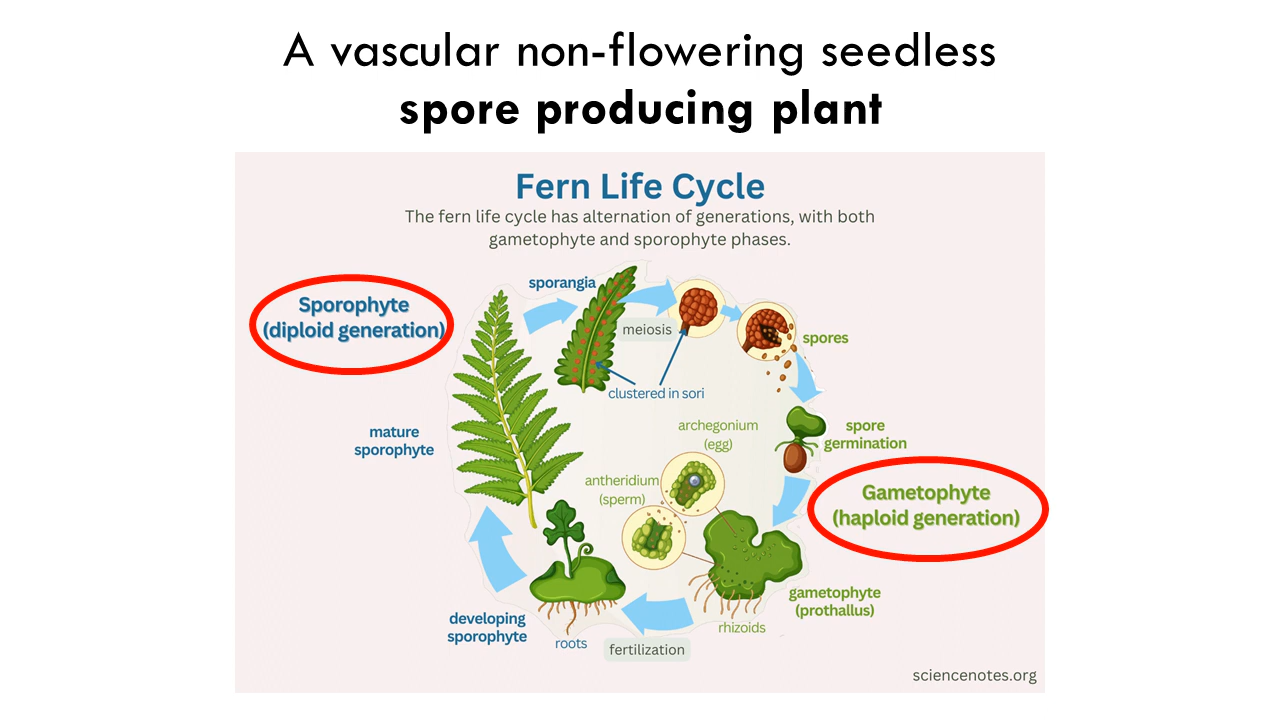 A vascular non-flowering seedless
spore producing plant
Fern Life Cycle
The fern life cycle has alternation of generations, with both
gametophyte and sporophyte phases.
sporangia
Sporophyte
(diploid generation)
meiosis
spores
clustered in sori
mature
sporophyte
archegonium
(egg)
spore
germination
antheridium
(sperm)
Gametophyte
(haploid generation)
gametophyte
(prothallus)
developing
sporophyte
roots
fertilization
rhizoids
sciencenotes.org